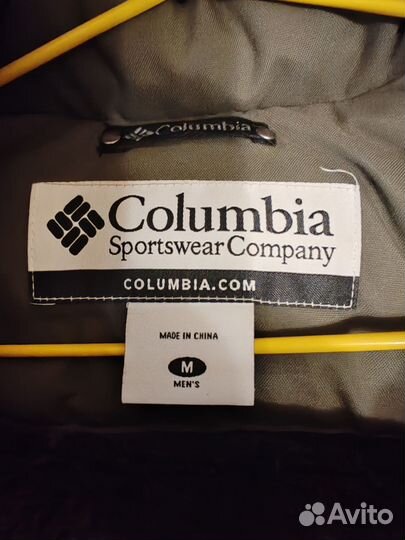 Columbia
Columbia
Sportswear Company
COLUMBIA.COM
MADE IN CHINA
M
MEN'S
Avito